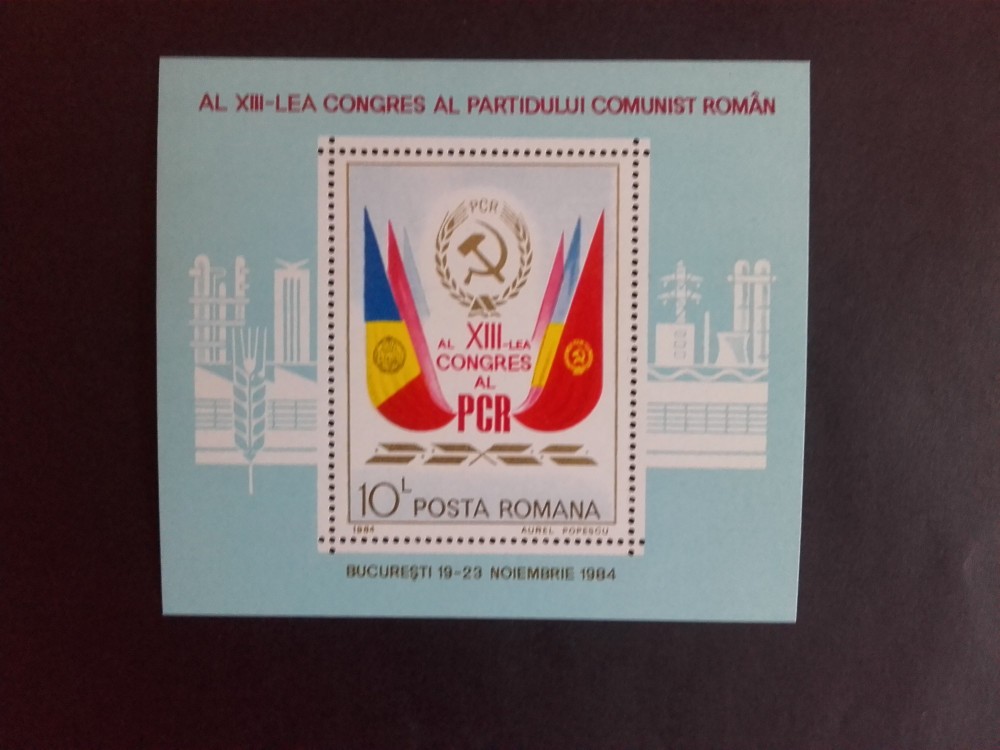 AL XIII-LEA CONGRES AL PARTIDULUI COMUNIST ROMÂN
PCR
AL XIII-LEA
CONGRES
AL
PCR
10L POSTA ROMANA
1984 AUREL POPESCU
BUCUREŞTI 19-23 NOIEMBRIE 1984